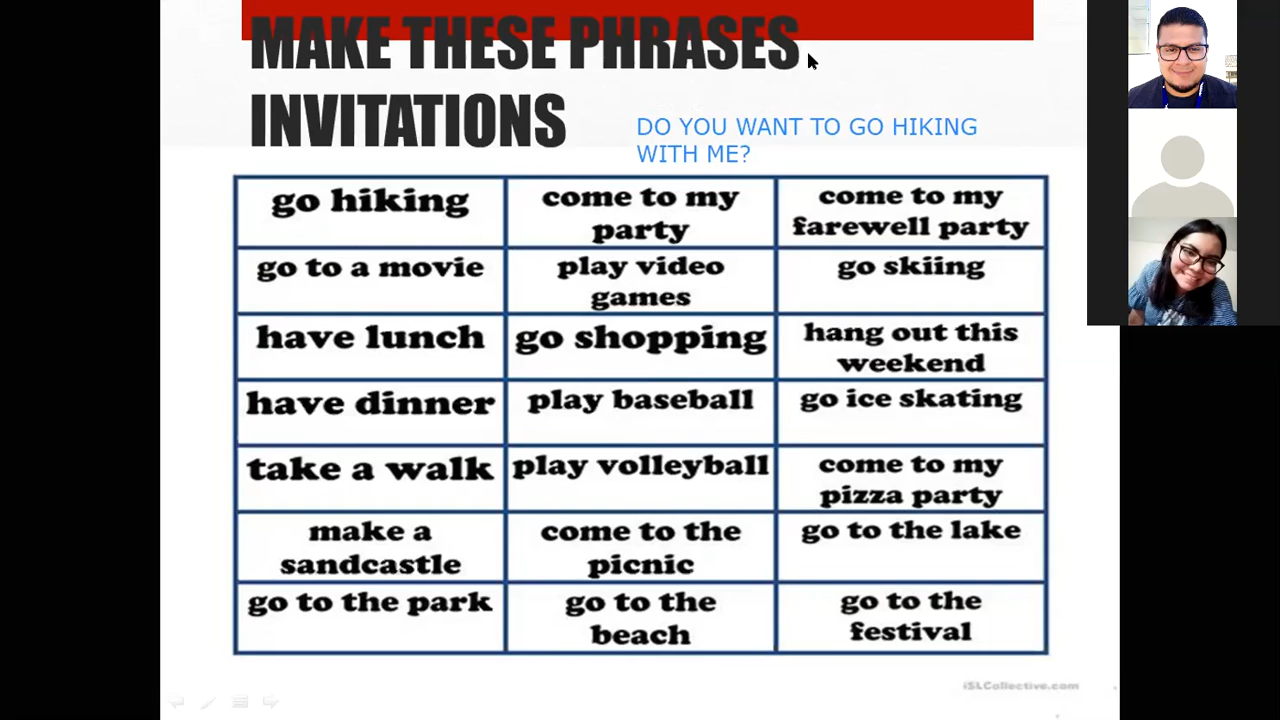 MAKE THESE PHRASES
INVITATIONS
DO YOU WANT TO GO HIKING
WITH ME?
go hiking
come to my
party
come to my
farewell party
go to a movie
play video
games
go skiing
have lunch
go shopping
hang out this
weekend
have dinner
play baseball
go ice skating
take a walk
play volleyball
come to my
pizza party
make a
sandcastle
come to the
picnic
go to the lake
go to the park
go to the
beach
go to the
festival
iSLCollective.com